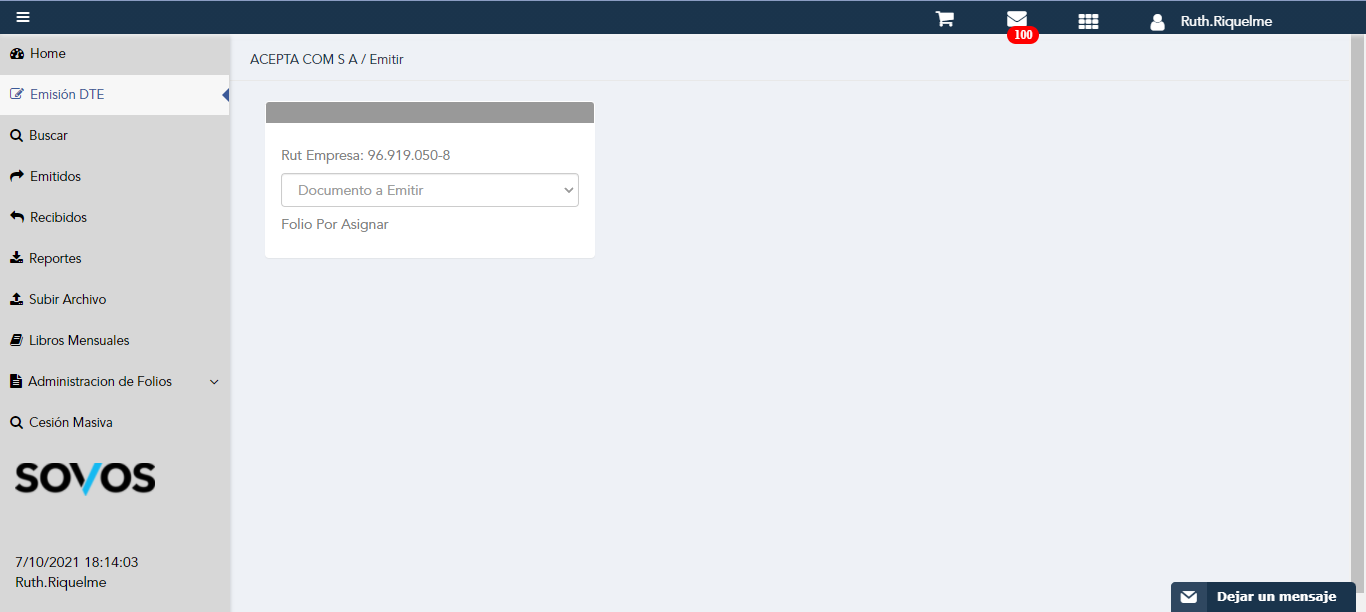 100
Ruth.Riquelme
Home
Emisión DTE
Buscar
Emitidos
Recibidos
Reportes
Subir Archivo
Libros Mensuales
Administracion de Folios
Cesión Masiva
SOVOS
7/10/2021 18:14:03
Ruth.Riquelme
ACEPTA COM S A / Emitir
Rut Empresa: 96.919.050-8
Documento a Emitir
Folio Por Asignar
Dejar un mensaje